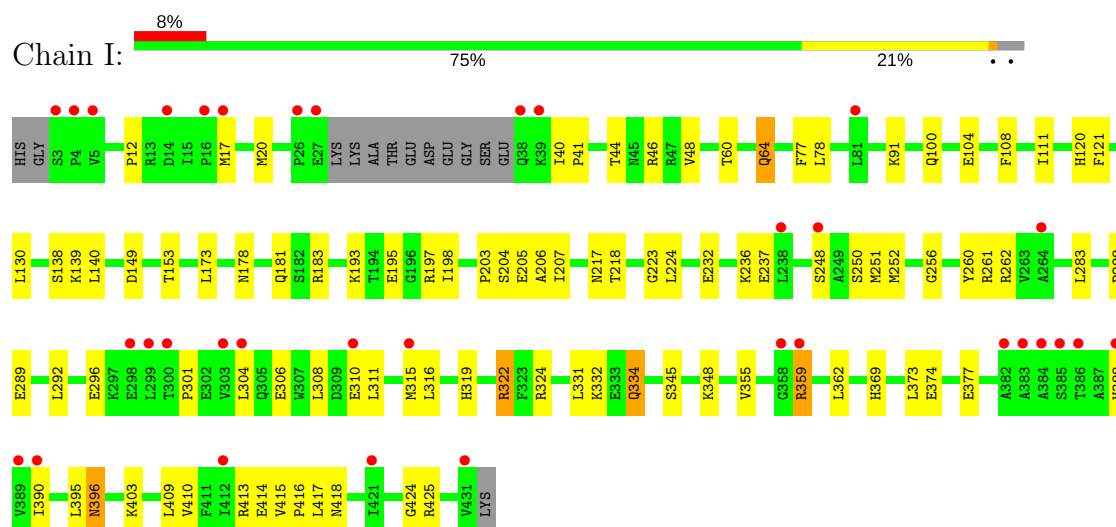 8%
Chain I:
75% 21% • •
HIS GLY S3 P4 V5 P12 R13 D14 I15 P16 M17 M20 P26 E27 LYS LYS ALA THR GLU ASP GLU GLY SER GLU Q38 K39 I40 P41 T44 N45 R46 R47 V48 T60 Q64 F77 L78 L81 K91 Q100 E104 F108 I111 H120 F121
L130 S138 K139 L140 D149 T153 L173 N178 Q181 S182 R183 K193 T194 E195 G196 R197 I198 P203 S204 E205 A206 I207 N217 T218 G223 L224 E232 K236 E237 L238 S248 A249 S250 M251 M252 G256 Y260 R261 R262 V263 A264 L283
E289 L292 E296 K297 E298 L299 T300 P301 E302 V303 L304 Q305 E306 W307 L308 D309 E310 L311 M315 L316 H319 R322 F323 R324 L331 K332 E333 Q334 S345 K348 V355 G358 R359 L362 H369 L373 E374 E377 A382 A383 A384 S385 T386 A387
V389 I390 L395 N396 K403 L409 V410 F411 I412 R413 E414 V415 P416 L417 N418 I421 G424 R425 V431 LYS